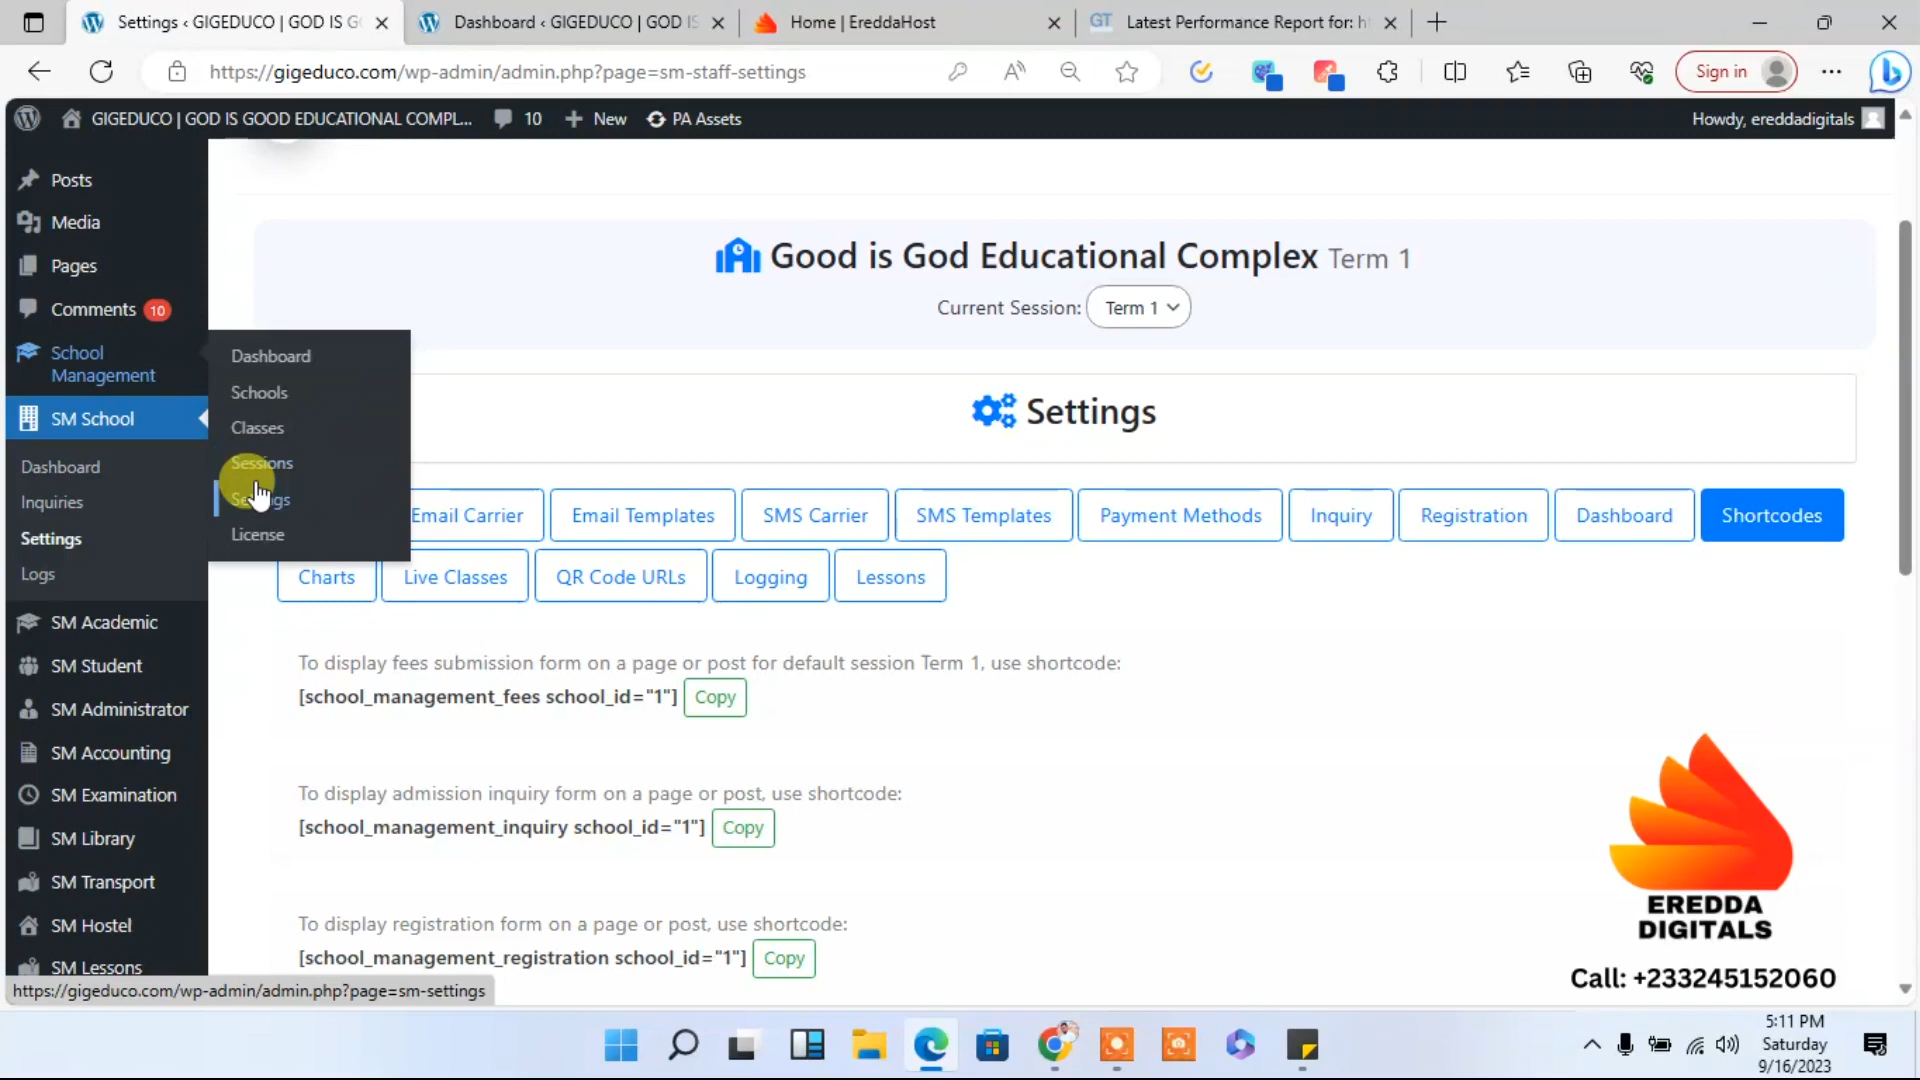 Settings ‹ GIGEDUCO | GOD IS G
Dashboard ‹ GIGEDUCO | GOD IS
Home | EreddaHost
GT
Latest Performance Report for: h
https://gigeduco.com/wp-admin/admin.php?page=sm-staff-settings
Sign in
GIGEDUCO | GOD IS GOOD EDUCATIONAL COMPL...
10
New
PA Assets
Howdy, ereddadigitals
Posts
Media
Pages
Comments 10
School
Management
SM School
Dashboard
Inquiries
Settings
Logs
SM Academic
SM Student
SM Administrator
SM Accounting
SM Examination
SM Library
SM Transport
SM Hostel
SM Lessons
Dashboard
Schools
Classes
Sessions
Settings
License
Good is God Educational Complex Term 1
Current Session: Term 1
Settings
Email Carrier
Email Templates
SMS Carrier
SMS Templates
Payment Methods
Inquiry
Registration
Dashboard
Shortcodes
Charts
Live Classes
QR Code URLs
Logging
Lessons
To display fees submission form on a page or post for default session Term 1, use shortcode:
[school_management_fees school_id="1"] Copy
To display admission inquiry form on a page or post, use shortcode:
[school_management_inquiry school_id="1"] Copy
To display registration form on a page or post, use shortcode:
[school_management_registration school_id="1"] Copy
EREDDA
DIGITALS
Call: +233245152060
https://gigeduco.com/wp-admin/admin.php?page=sm-settings
5:11 PM
Saturday
9/16/2023